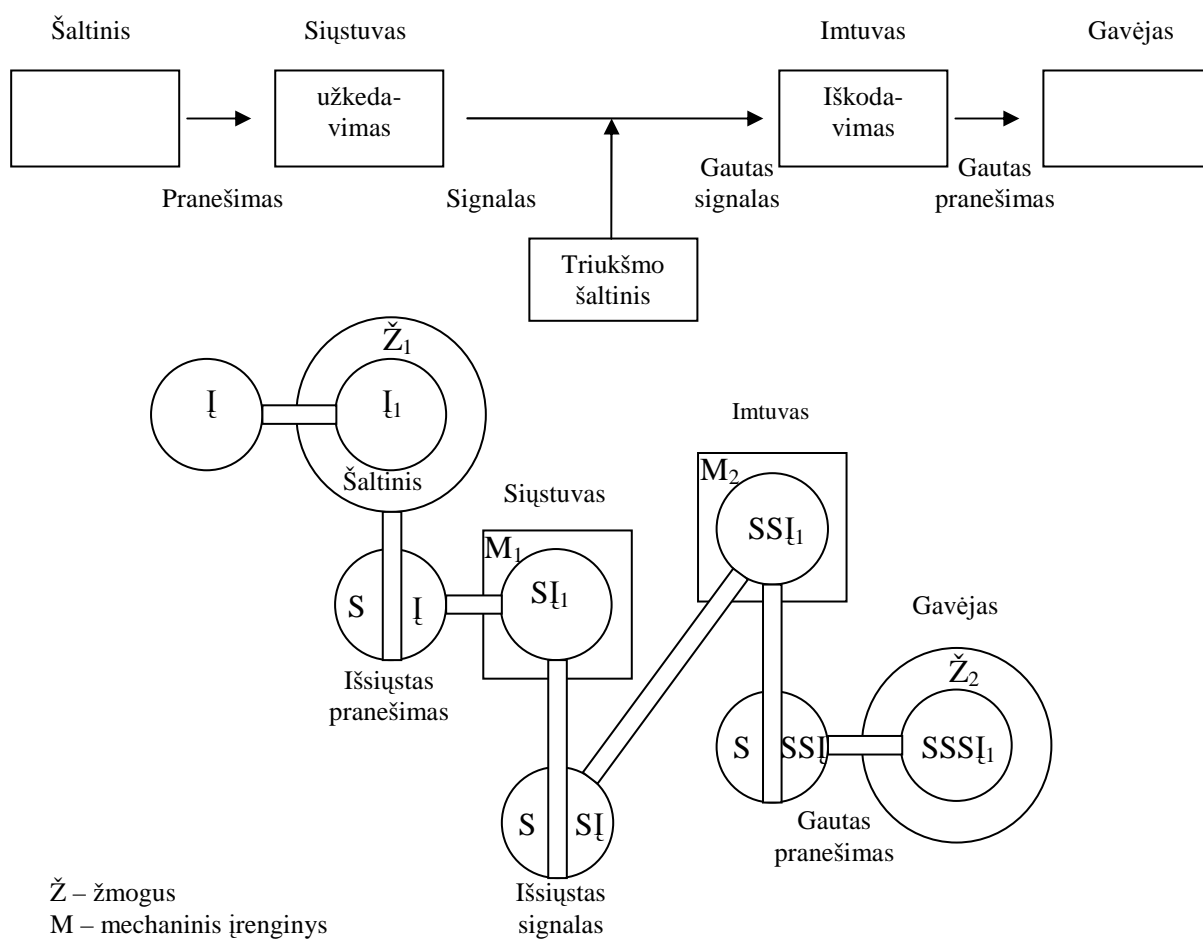 Šaltinis
Siųstuvas
Imtuvas
Gavėjas
užkeda-
vimas
Iškoda-
vimas
Pranešimas
Signalas
Gautas
signalas
Gautas
pranešimas
Triukšmo
šaltinis
Ž1
Į
Į1
Šaltinis
Imtuvas
M2
SSĮ1
Siųstuvas
M1
SĮ1
S Į
Išsiųstas
pranešimas
Gavėjas
Ž2
S SSĮ
SSSĮ1
Gautas
pranešimas
S SĮ
Išsiųstas
signalas
Ž – žmogus
M – mechaninis įrenginys